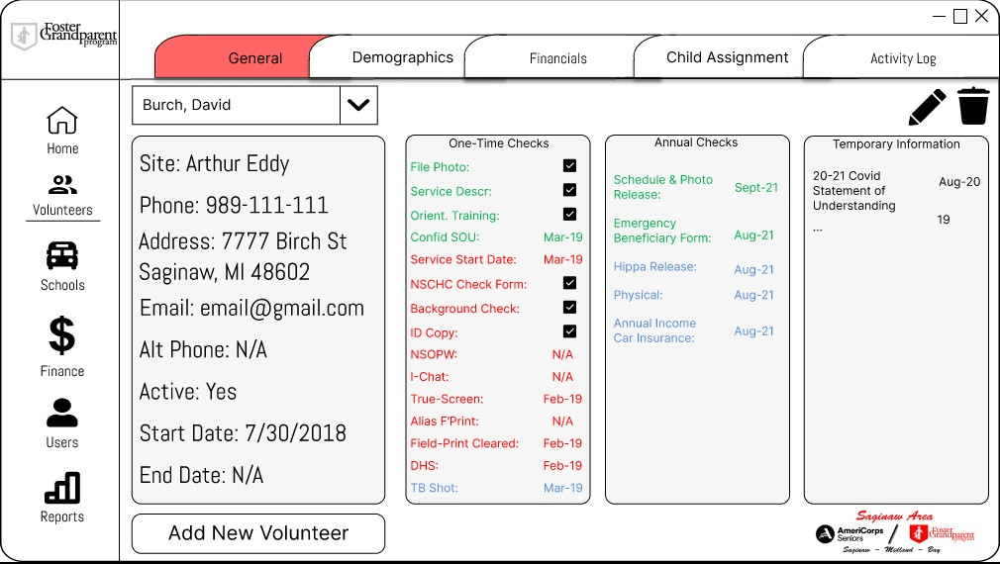 Foster
Grandparent
program
General
Demographics
Financials
Child Assignment
Activity Log
Burch, David
Home
Volunteers
Schools
Finance
Users
Reports
Site: Arthur Eddy
Phone: 989-111-111
Address: 7777 Birch St
Saginaw, MI 48602
Email: email@gmail.com
Alt Phone: N/A
Active: Yes
Start Date: 7/30/2018
End Date: N/A
Add New Volunteer
One-Time Checks
File Photo:
Service Descr:
Orient. Training:
Confid SOU: Mar-19
Service Start Date: Mar-19
NSCHC Check Form:
Background Check:
ID Copy:
NSOPW: N/A
I-Chat: N/A
True-Screen: Feb-19
Alias F'Print: N/A
Field-Print Cleared: Feb-19
DHS: Feb-19
TB Shot: Mar-19
Annual Checks
Schedule & Photo
Release: Sept-21
Emergency
Beneficiary Form: Aug-21
Hippa Release: Aug-21
Physical: Aug-21
Annual Income
Car Insurance: Aug-21
Temporary Information
20-21 Covid Aug-20
Statement of
Understanding
19
...
Saginaw Area
AmeriCorps
Seniors
Foster
Grandparent
program
Saginaw - Midland - Bay